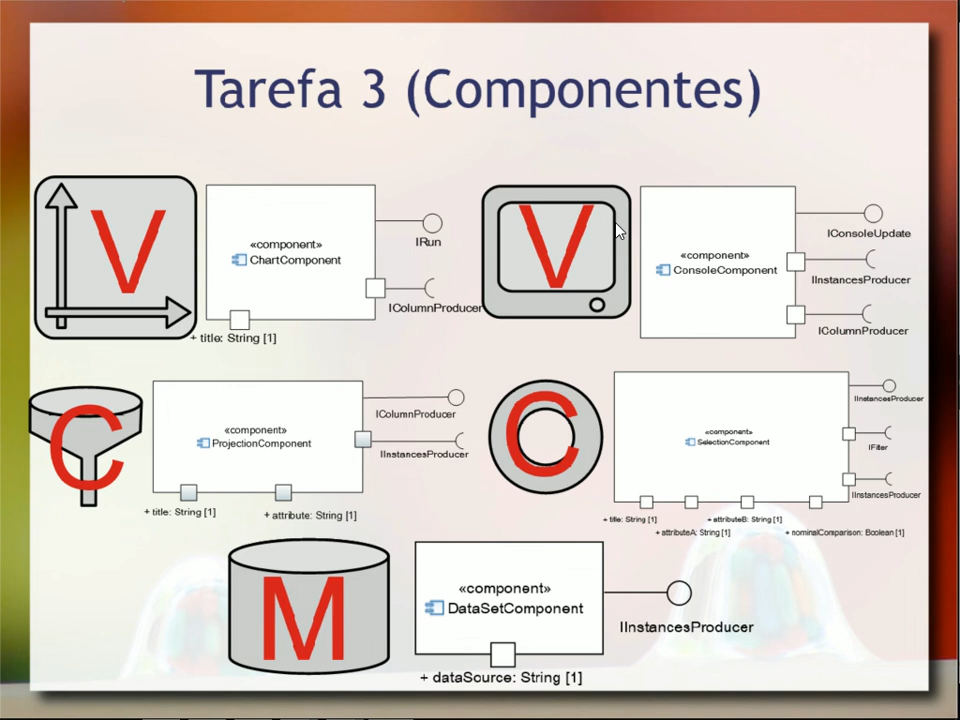 Tarefa 3 (Componentes)
V
«component»
ChartComponent
IRun
IColumnProducer
+ title: String [1]
V
«component»
ConsoleComponent
IConsoleUpdate
IInstancesProducer
IColumnProducer
C
«component»
ProjectionComponent
IColumnProducer
IInstancesProducer
+ title: String [1]
+ attribute: String [1]
C
«component»
SelectionComponent
IInstancesProducer
IFilter
IInstancesProducer
+ title: String [1]
+ attributeB: String [1]
+ attributeA: String [1]
+ nominalComparison: Boolean [1]
M
«component»
DataSetComponent
IInstancesProducer
+ dataSource: String [1]